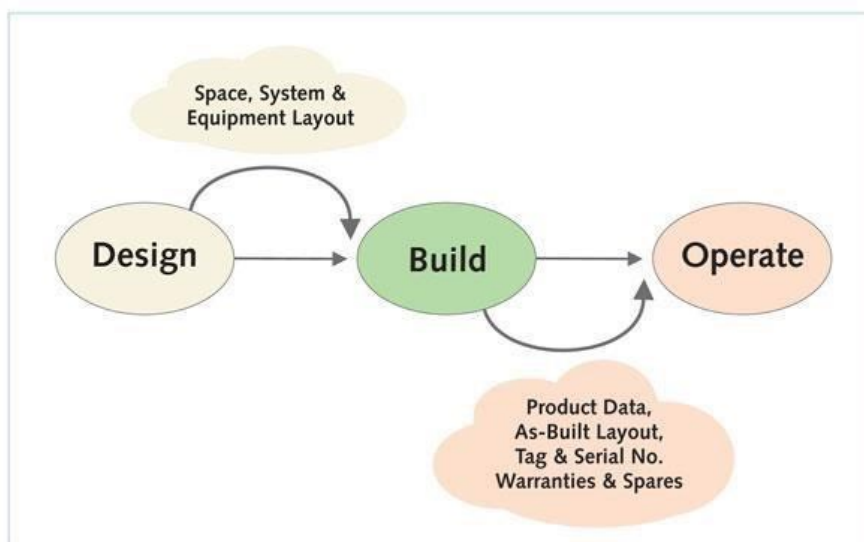 Space, System &
Equipment Layout
Design
Build
Operate
Product Data,
As-Built Layout,
Tag & Serial No.
Warranties & Spares